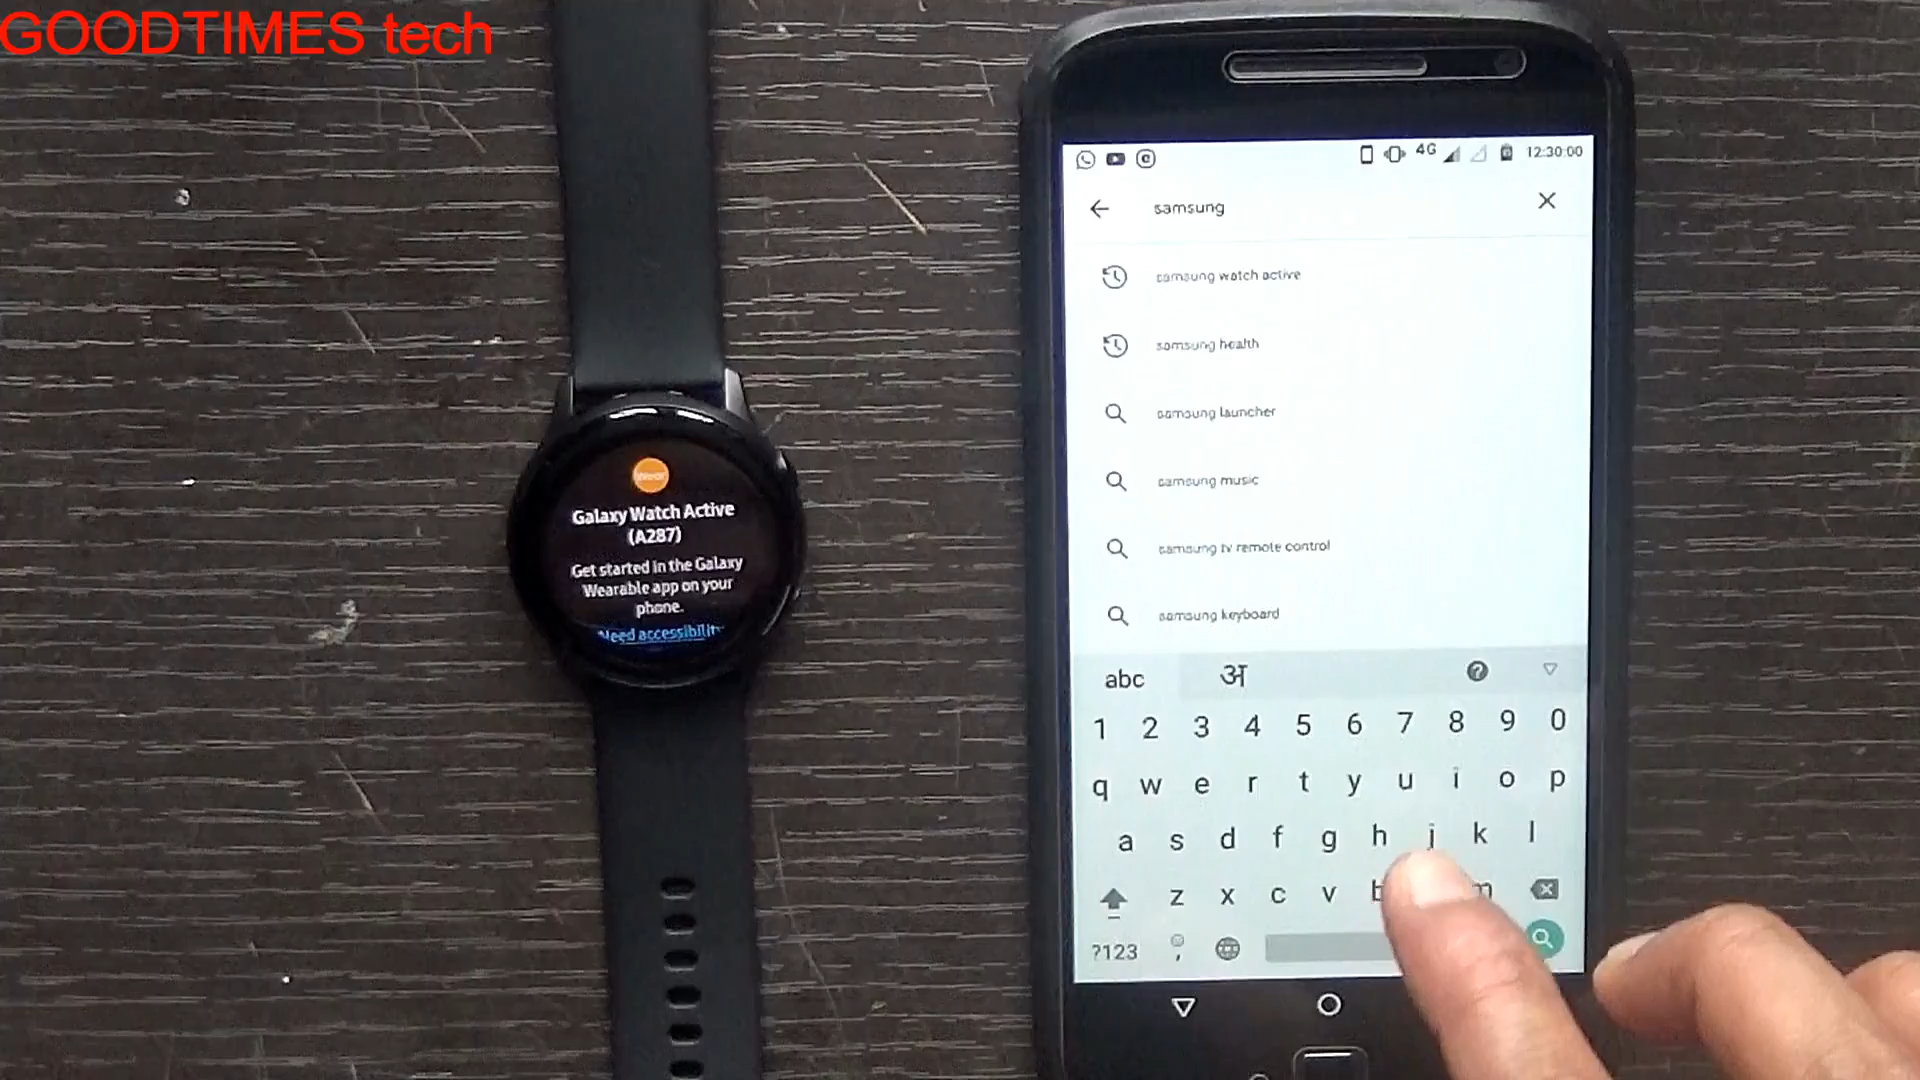 GOODTIMES tech
4G 12:30:00
samsung
samsung watch active
samsung health
samsung launcher
samsung music
samsung tv remote control
samsung keyboard
abc अ
1 2 3 4 5 6 7 8 9 0
q w e r t y u i o p
a s d f g h j k l
z x c v b m
?123 ,
Galaxy Watch Active
(A287)
Get started in the Galaxy
Wearable app on your
phone.
Need accessibility